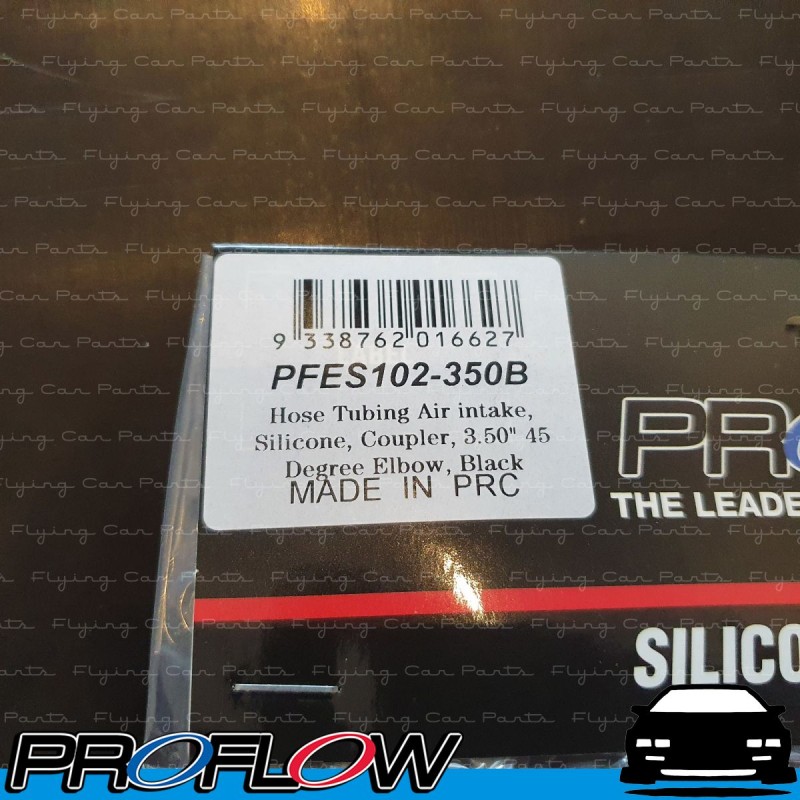 Flying Car Parts
9 338762 016627
PFES102-350B
Hose Tubing Air intake,
Silicone, Coupler, 3.50" 45
Degree Elbow, Black
MADE IN PRC
PRO
THE LEADE
SILICO
PROFLOW